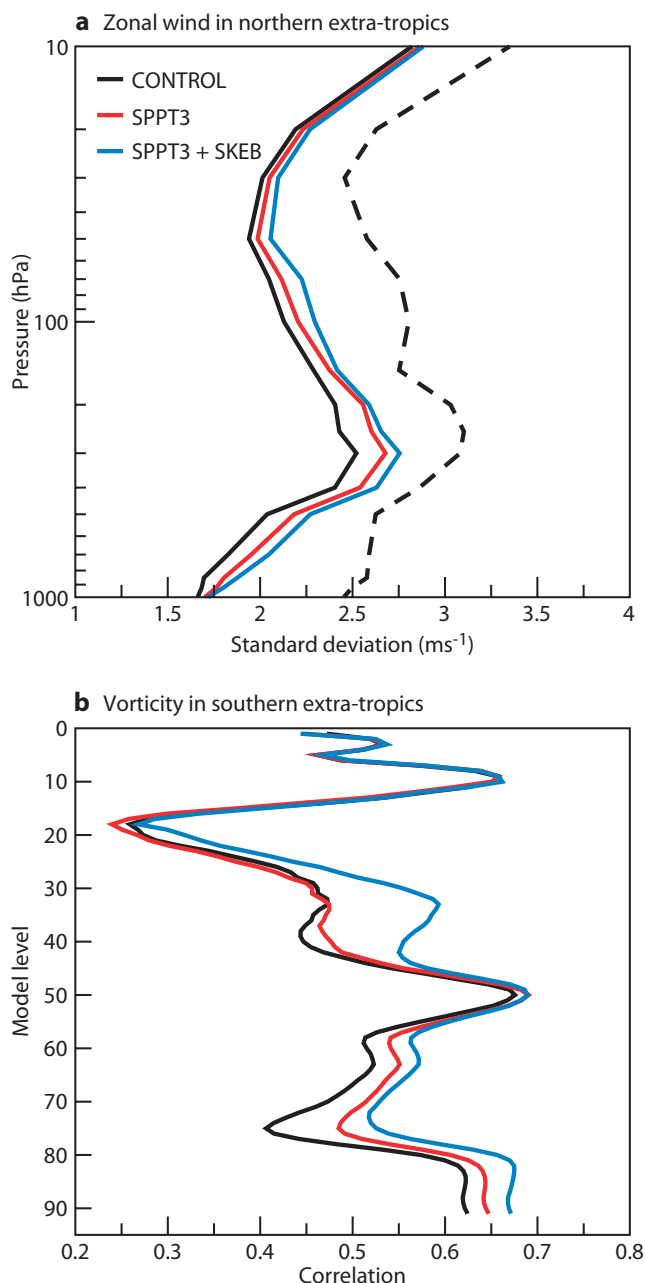 a Zonal wind in northern extra-tropics
10
CONTROL
SPPT3
SPPT3 + SKEB
Pressure (hPa)
100
1000
1 1.5 2 2.5 3 3.5 4
Standard deviation (ms⁻¹)
b Vorticity in southern extra-tropics
0
10
20
30
40
Model level
50
60
70
80
90
0.2 0.3 0.4 0.5 0.6 0.7 0.8
Correlation